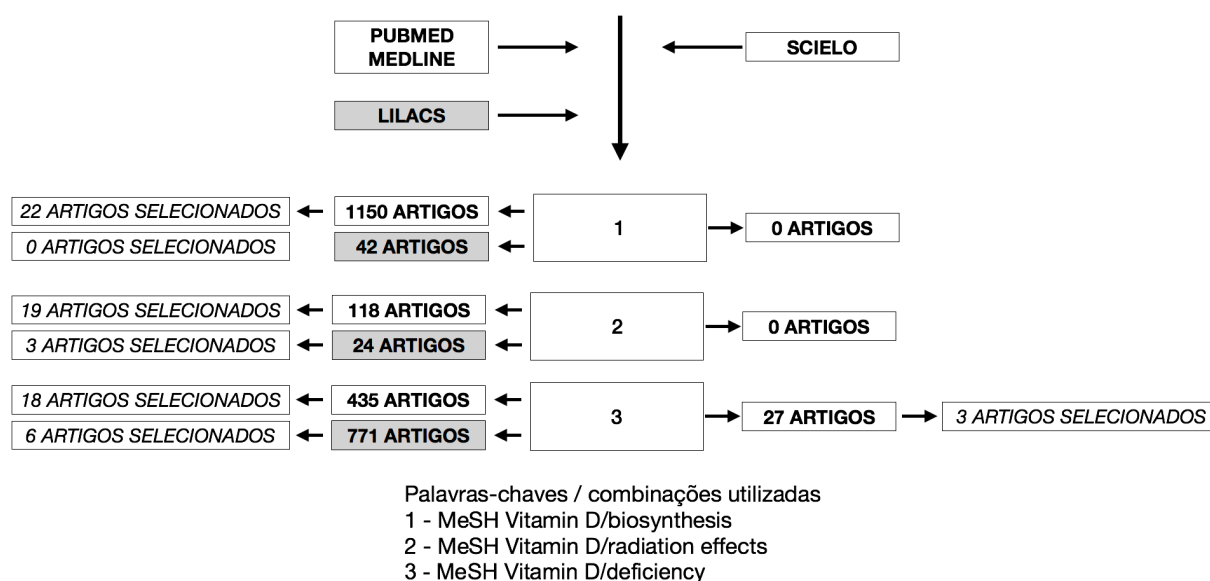 PUBMED
MEDLINE
SCIELO
LILACS
22 ARTIGOS SELECIONADOS
1150 ARTIGOS
1
0 ARTIGOS
0 ARTIGOS SELECIONADOS
42 ARTIGOS
19 ARTIGOS SELECIONADOS
118 ARTIGOS
2
0 ARTIGOS
3 ARTIGOS SELECIONADOS
24 ARTIGOS
18 ARTIGOS SELECIONADOS
435 ARTIGOS
3
27 ARTIGOS
3 ARTIGOS SELECIONADOS
6 ARTIGOS SELECIONADOS
771 ARTIGOS
Palavras-chaves / combinações utilizadas
1 - MeSH Vitamin D/biosynthesis
2 - MeSH Vitamin D/radiation effects
3 - MeSH Vitamin D/deficiency